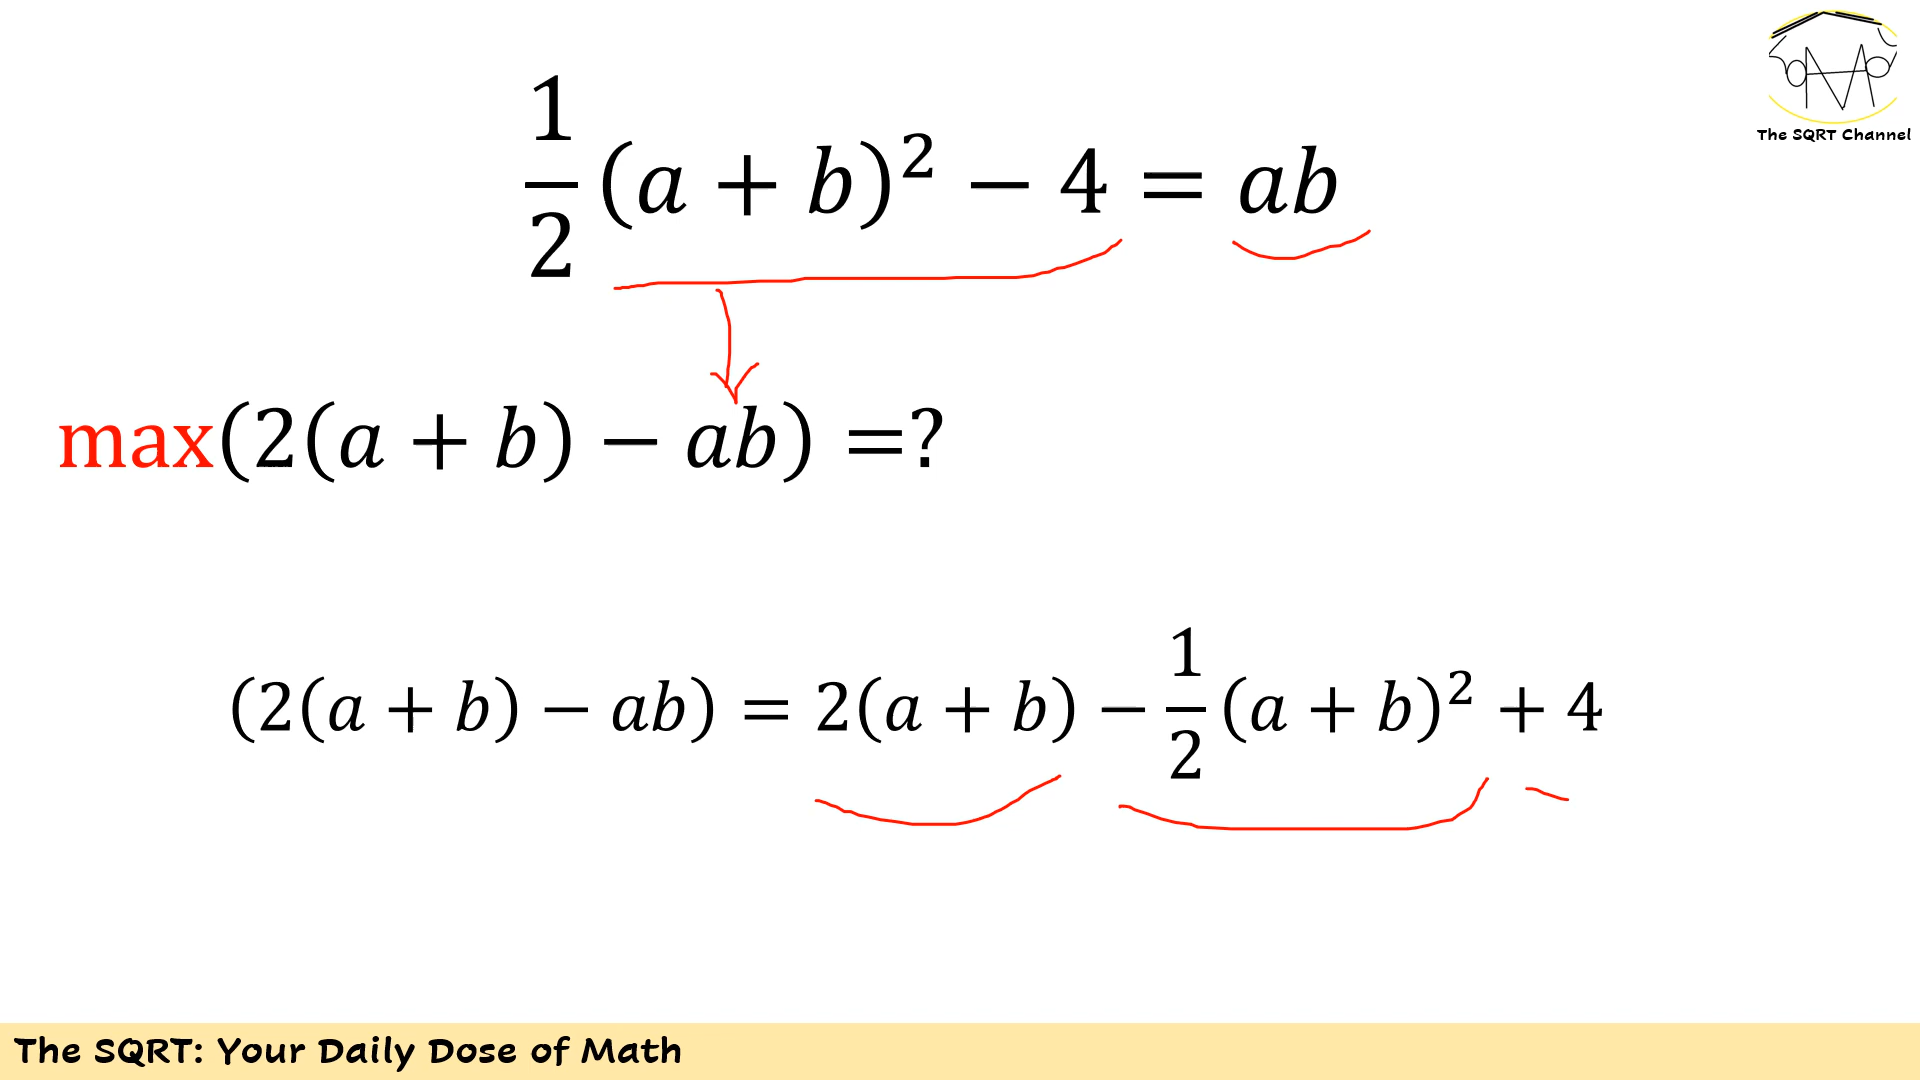 The SQRT Channel
1/2 (a + b)² − 4 = ab
max(2(a + b) − ab) =?
(2(a + b) − ab) = 2(a + b) − 1/2 (a + b)² + 4
The SQRT: Your Daily Dose of Math